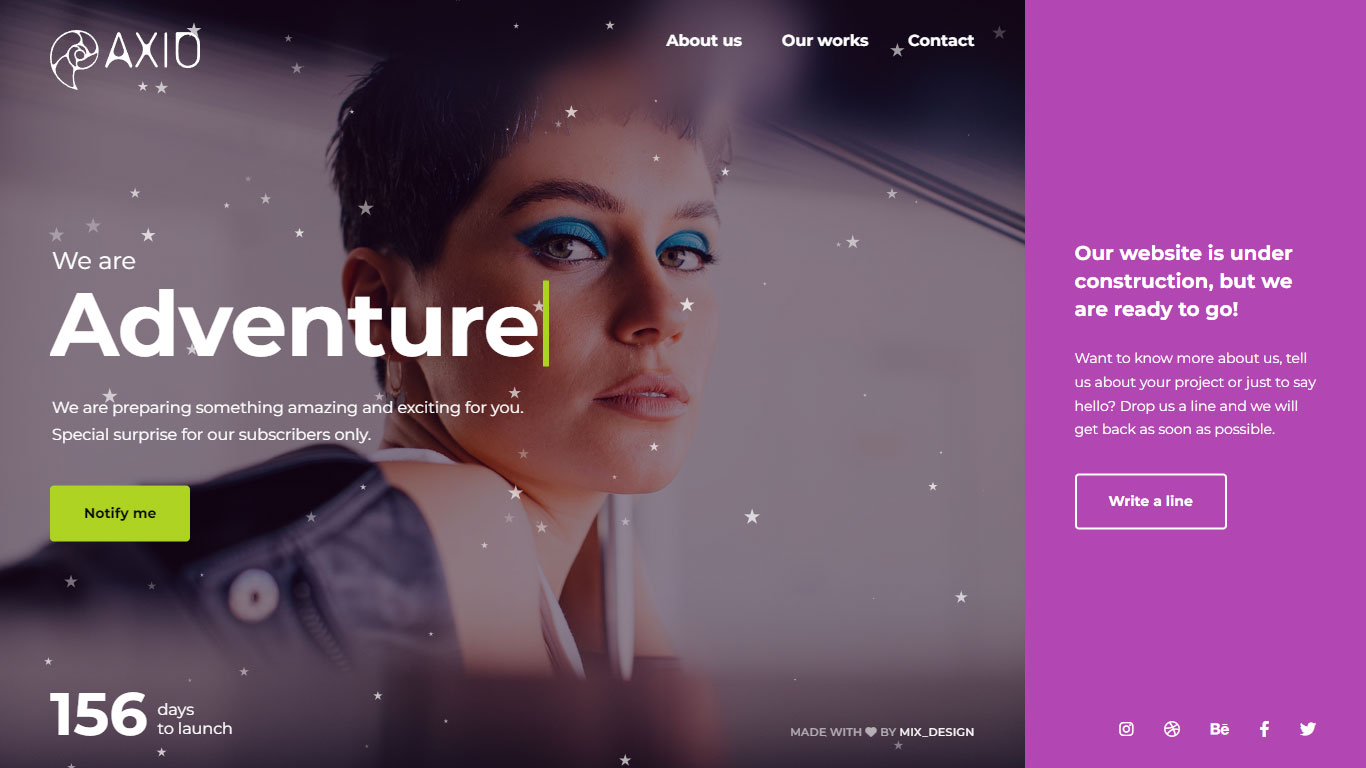 AXIO
About us
Our works
Contact
We are
Adventure
We are preparing something amazing and exciting for you.
Special surprise for our subscribers only.
Notify me
156
days
to launch
MADE WITH ♥ BY MIX_DESIGN
Our website is under
construction, but we
are ready to go!
Want to know more about us, tell
us about your project or just to say
hello? Drop us a line and we will
get back as soon as possible.
Write a line
Bē